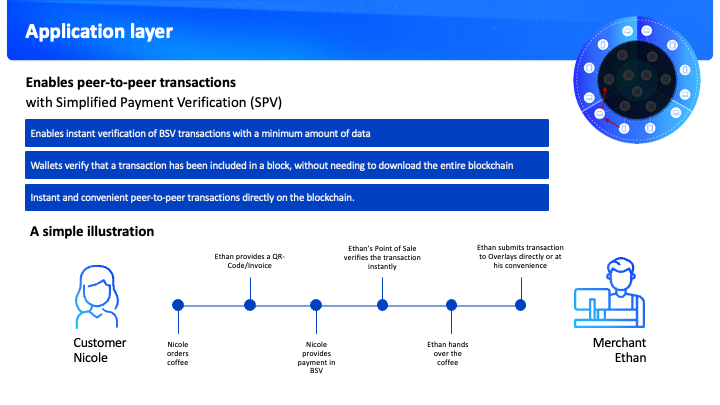 Application layer
Enables peer-to-peer transactions
with Simplified Payment Verification (SPV)
Enables instant verification of BSV transactions with a minimum amount of data
Wallets verify that a transaction has been included in a block, without needing to download the entire blockchain
Instant and convenient peer-to-peer transactions directly on the blockchain.
A simple illustration
Customer
Nicole
Nicole
orders
coffee
Ethan provides a QR-
Code/Invoice
Nicole
provides
payment in
BSV
Ethan's Point of Sale
verifies the transaction
instantly
Ethan hands
over the
coffee
Ethan submits transaction
to Overlays directly or at
his convenience
Merchant
Ethan